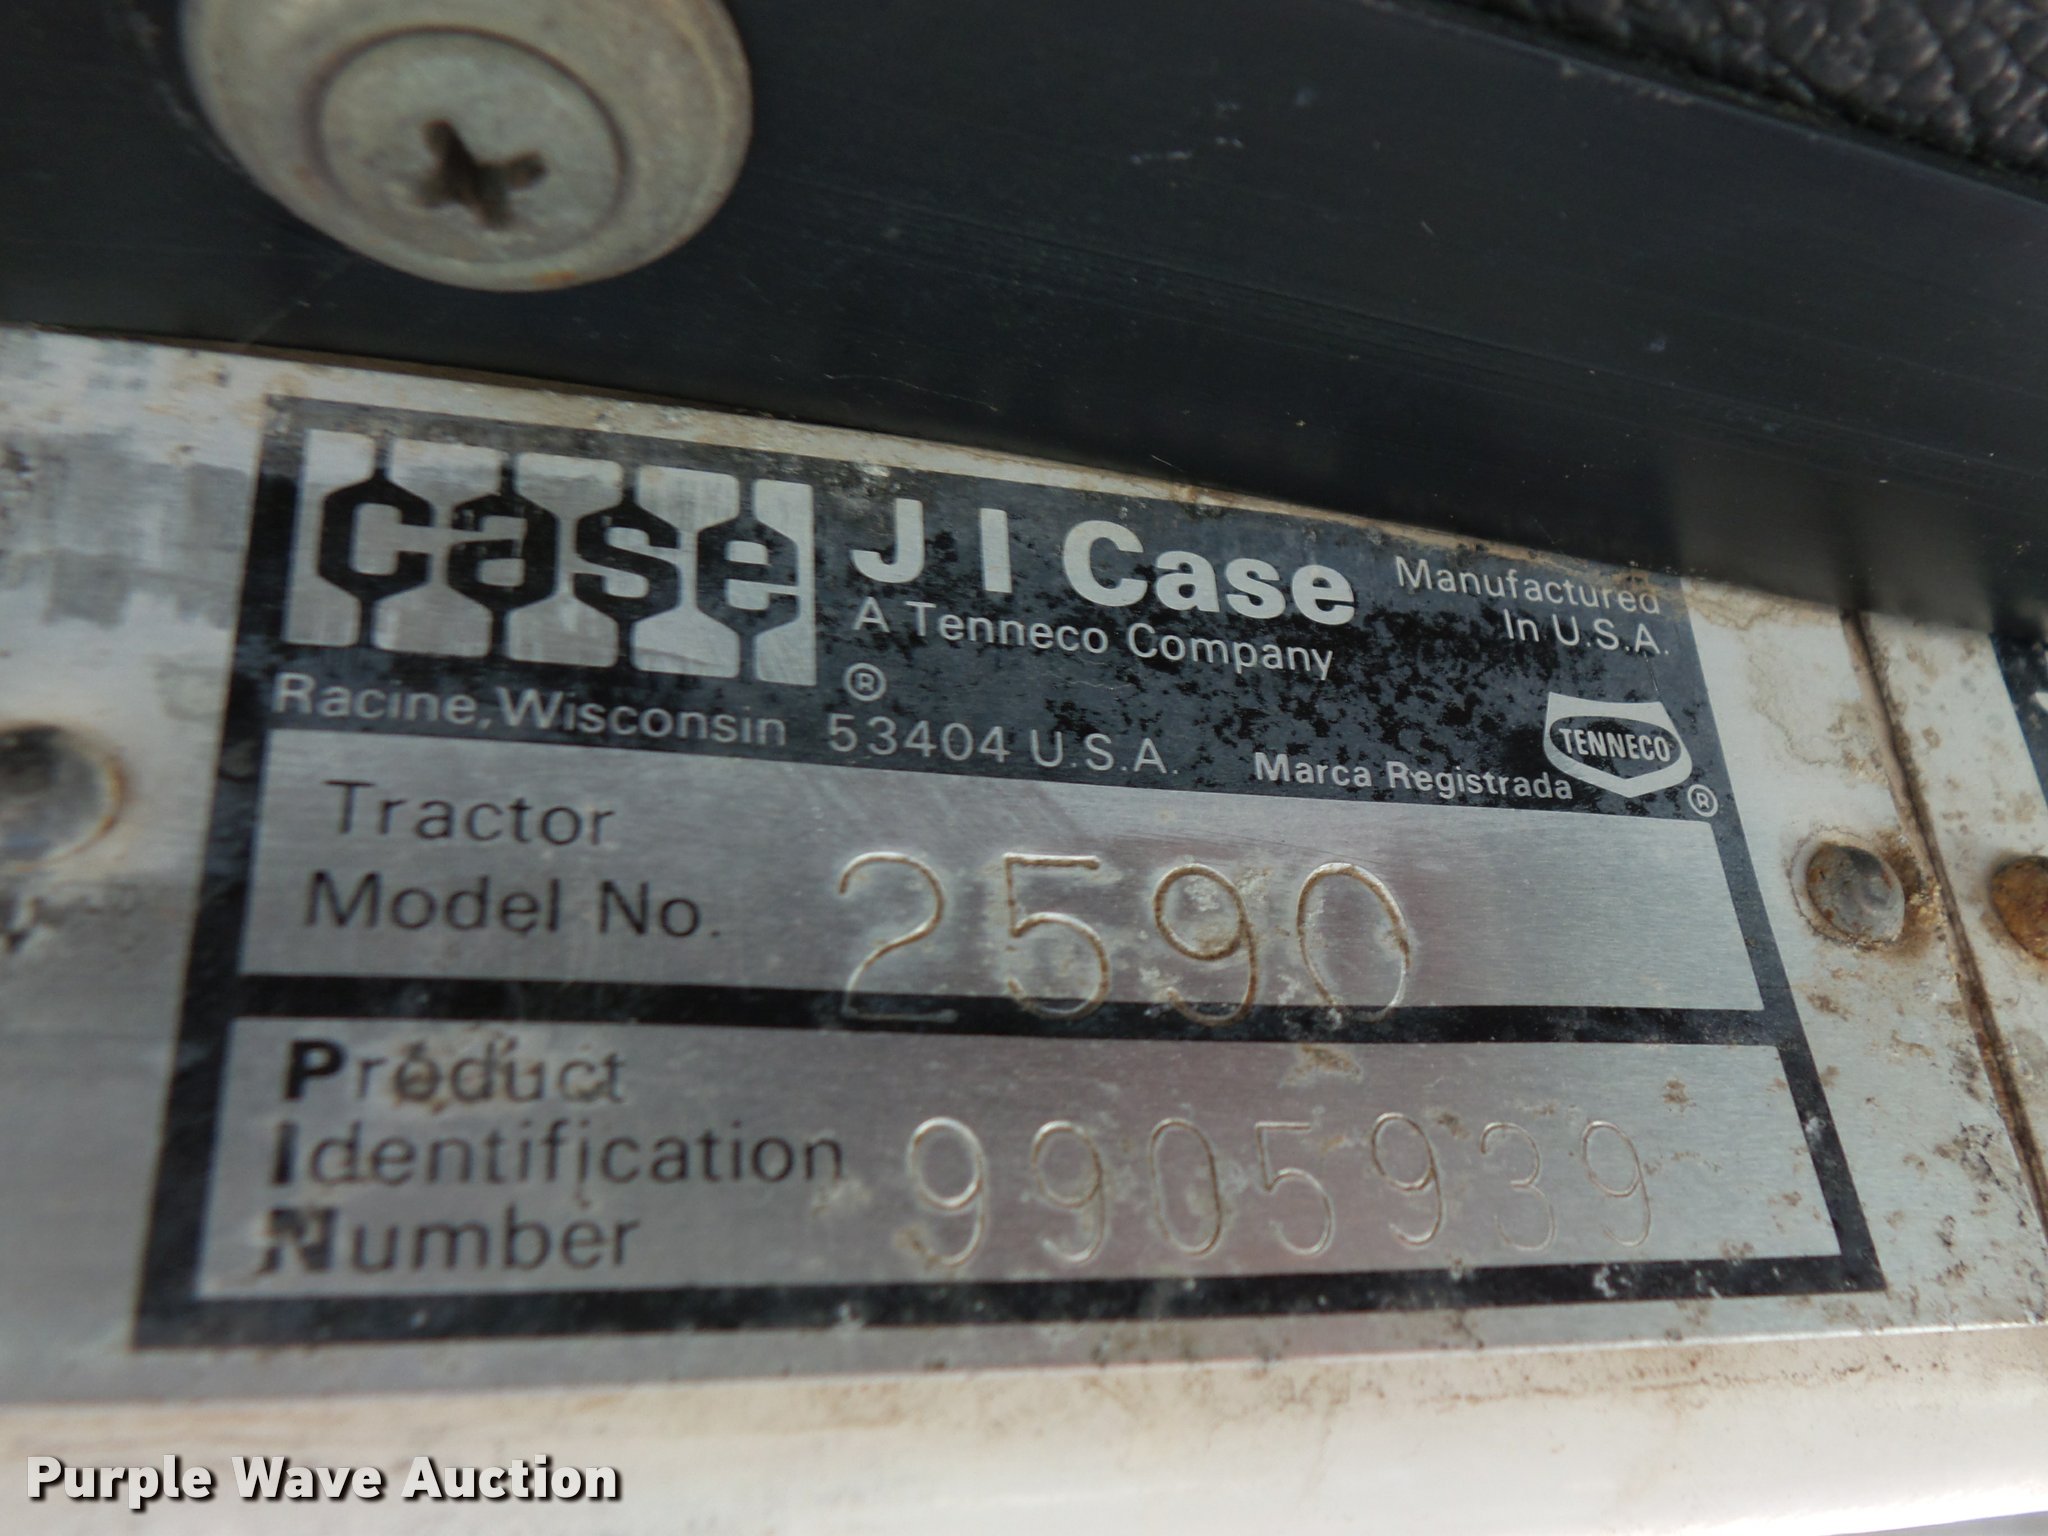 case
J I Case
A Tenneco Company
Manufactured
In U.S.A.
®
Racine, Wisconsin 53404 U.S.A.
Marca Registrada
TENNECO
®
Tractor
Model No. 2590
Product
Identification
Number 9905939
Purple Wave Auction